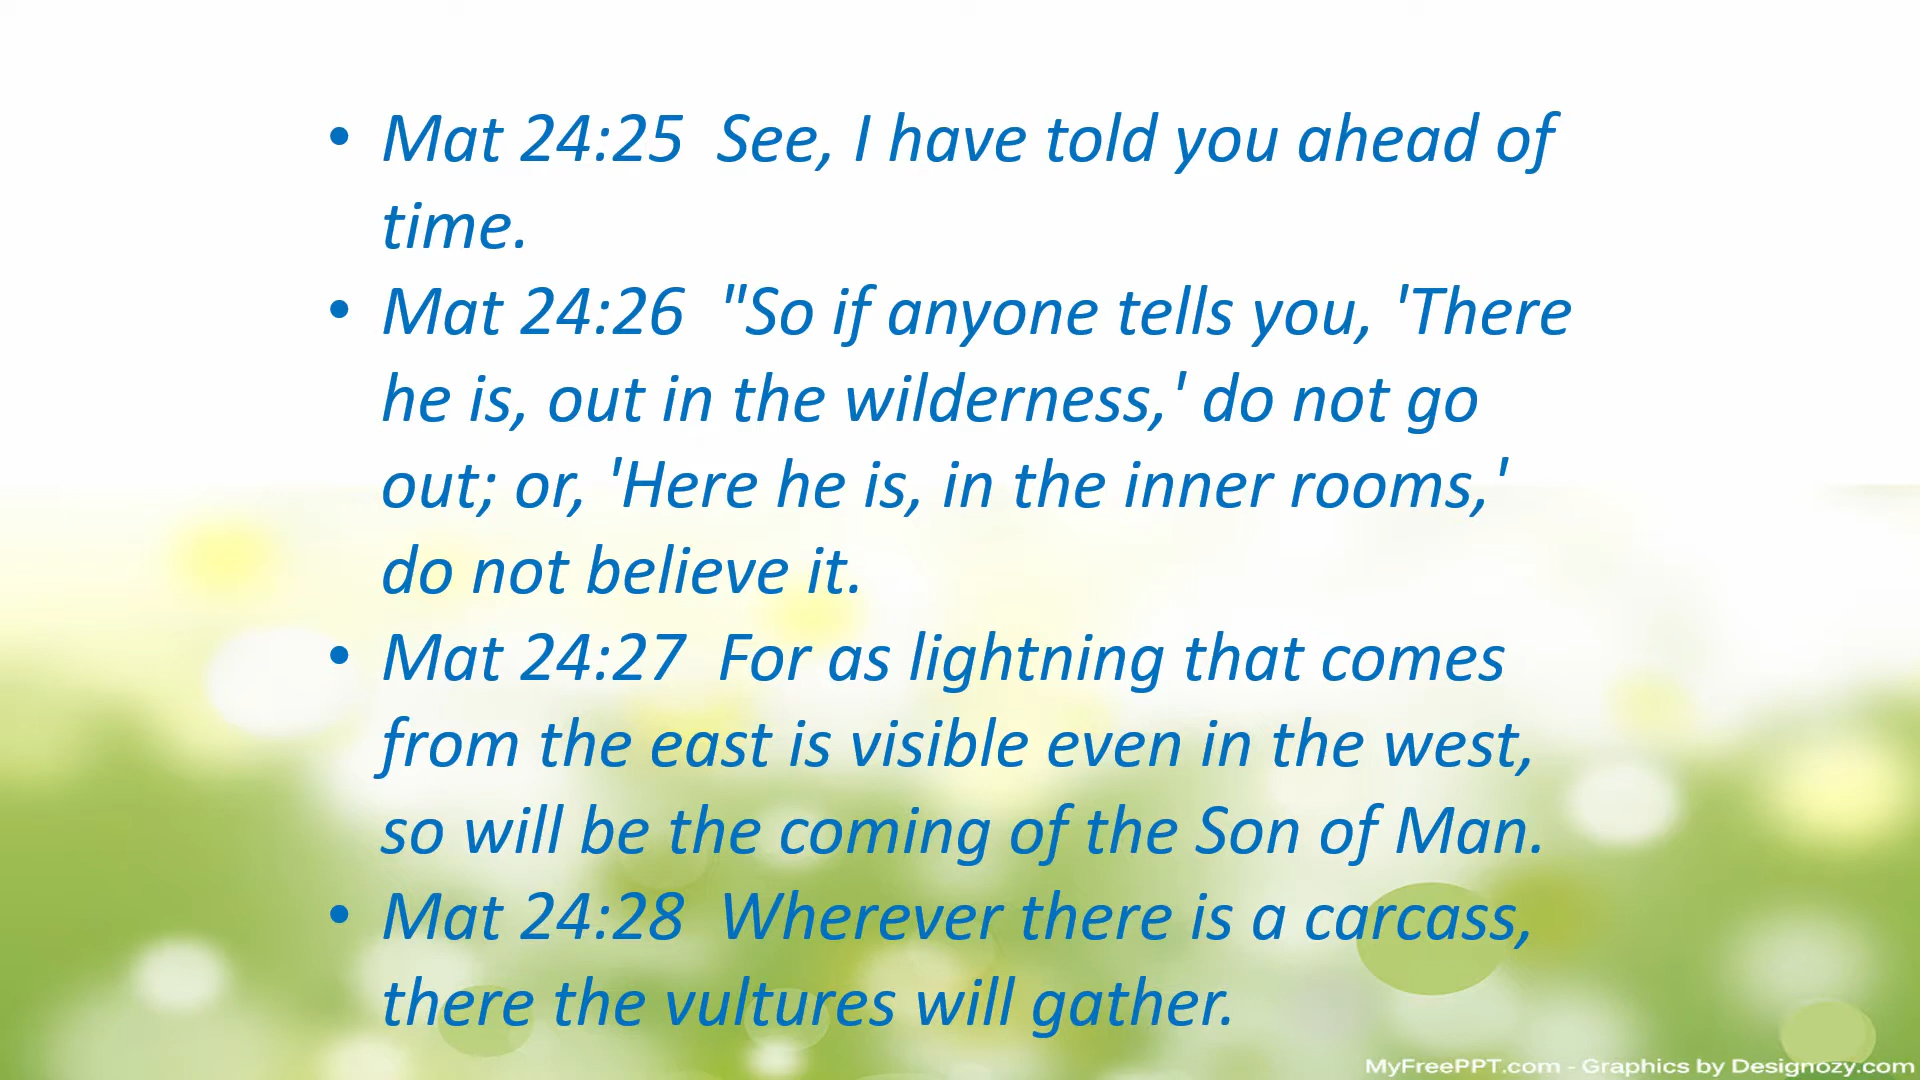 • Mat 24:25  See, I have told you ahead of
time.
• Mat 24:26  "So if anyone tells you, 'There
he is, out in the wilderness,' do not go
out; or, 'Here he is, in the inner rooms,'
do not believe it.
• Mat 24:27  For as lightning that comes
from the east is visible even in the west,
so will be the coming of the Son of Man.
• Mat 24:28  Wherever there is a carcass,
there the vultures will gather.
MyFreePPT.com - Graphics by Designozy.com